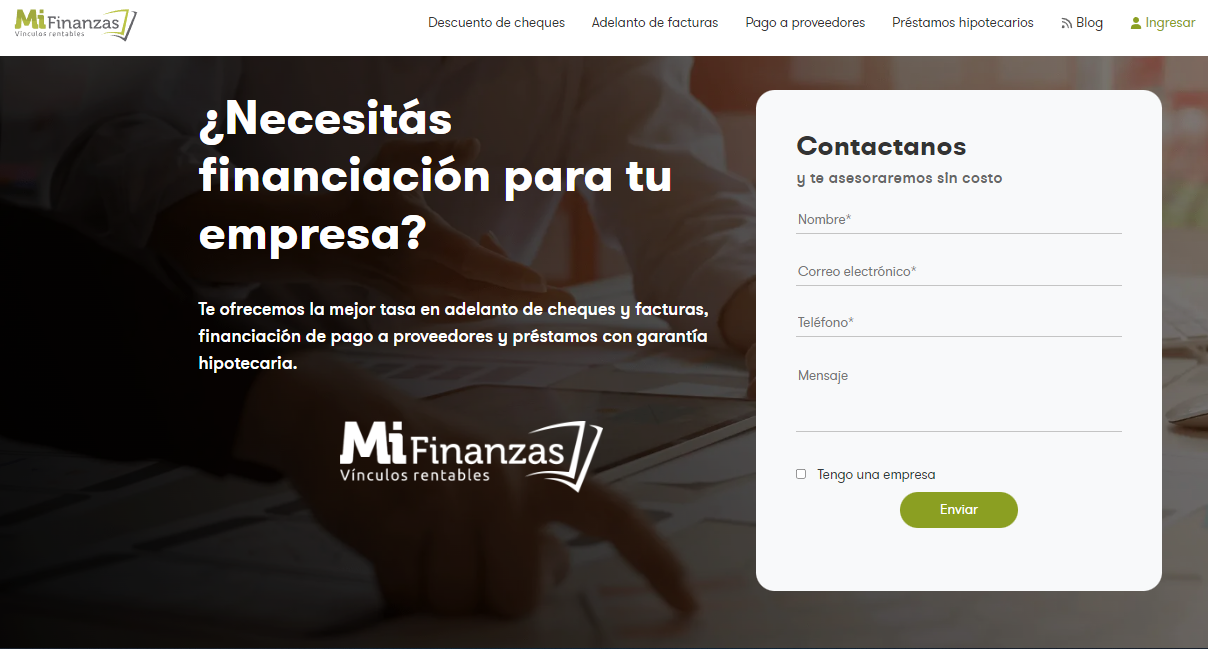 MiFinanzas
Vínculos rentables
Descuento de cheques
Adelanto de facturas
Pago a proveedores
Préstamos hipotecarios
Blog
Ingresar
¿Necesitás
financiación para tu
empresa?
Te ofrecemos la mejor tasa en adelanto de cheques y facturas,
financiación de pago a proveedores y préstamos con garantía
hipotecaria.
MiFinanzas
Vínculos rentables
Contactanos
y te asesoraremos sin costo
Nombre*
Correo electrónico*
Teléfono*
Mensaje
Tengo una empresa
Enviar